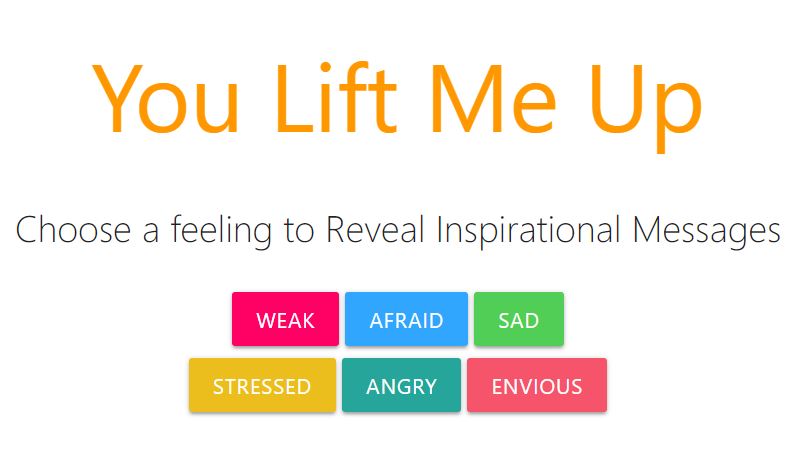 You Lift Me Up
Choose a feeling to Reveal Inspirational Messages
WEAK AFRAID SAD
STRESSED ANGRY ENVIOUS